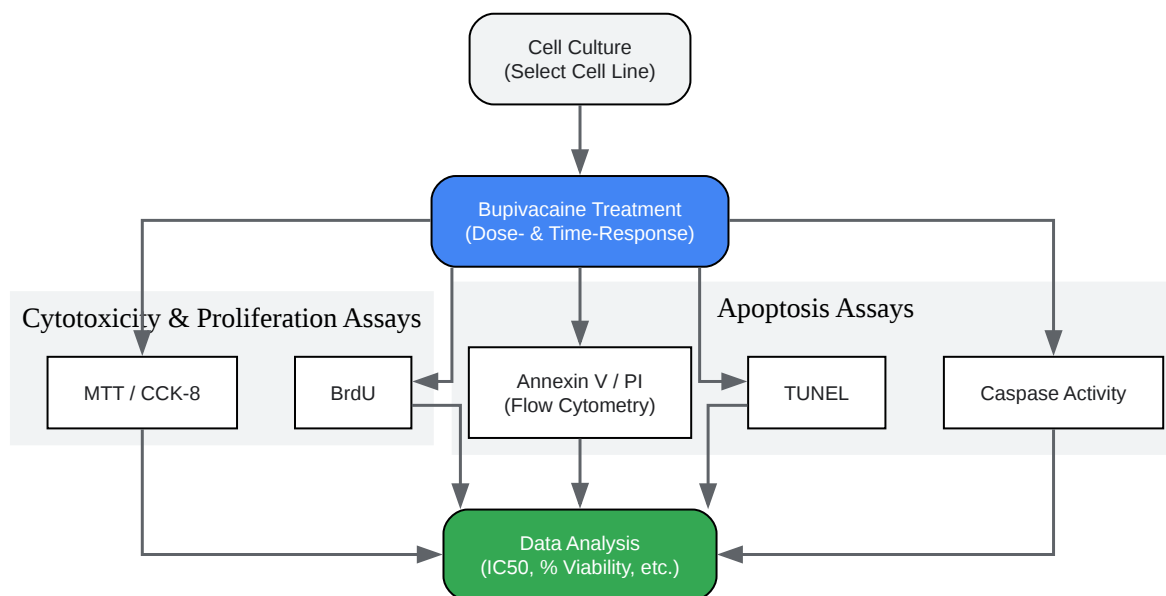 Cell Culture
(Select Cell Line)
Bupivacaine Treatment
(Dose- & Time-Response)
Cytotoxicity & Proliferation Assays
Apoptosis Assays
MTT / CCK-8
BrdU
Annexin V / PI
(Flow Cytometry)
TUNEL
Caspase Activity
Data Analysis
(IC50, % Viability, etc.)